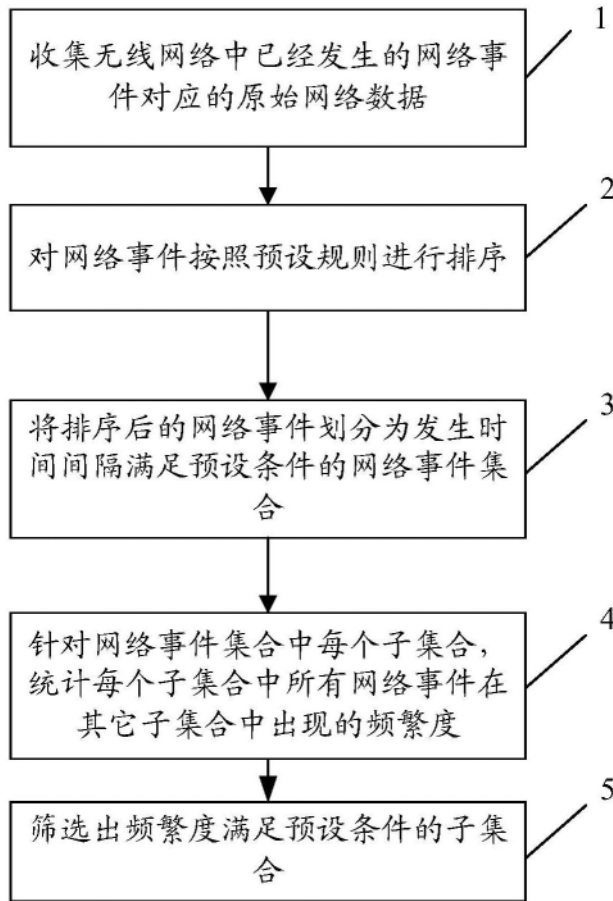 1
收集无线网络中已经发生的网络事
件对应的原始网络数据
2
对网络事件按照预设规则进行排序
3
将排序后的网络事件划分为发生时
间间隔满足预设条件的网络事件集
合
4
针对网络事件集合中每个子集合，
统计每个子集合中所有网络事件在
其它子集合中出现的频繁度
5
筛选出频繁度满足预设条件的子集
合